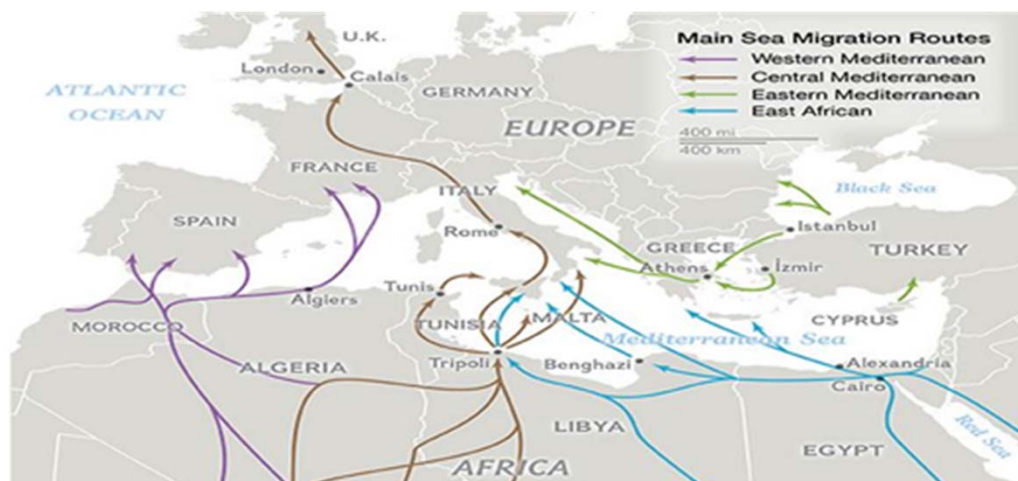 Main Sea Migration Routes
Western Mediterranean
Central Mediterranean
Eastern Mediterranean
East African
400 mi
400 km
U.K.
London
Calais
ATLANTIC
OCEAN
GERMANY
EUROPE
FRANCE
Black Sea
ITALY
SPAIN
Rome
Istanbul
GREECE
TURKEY
Athens
İzmir
Tunis
Algiers
MOROCCO
TUNISIA
MALTA
CYPRUS
Mediterranean Sea
ALGERIA
Tripoli
Benghazi
Alexandria
Cairo
LIBYA
Red Sea
EGYPT
AFRICA